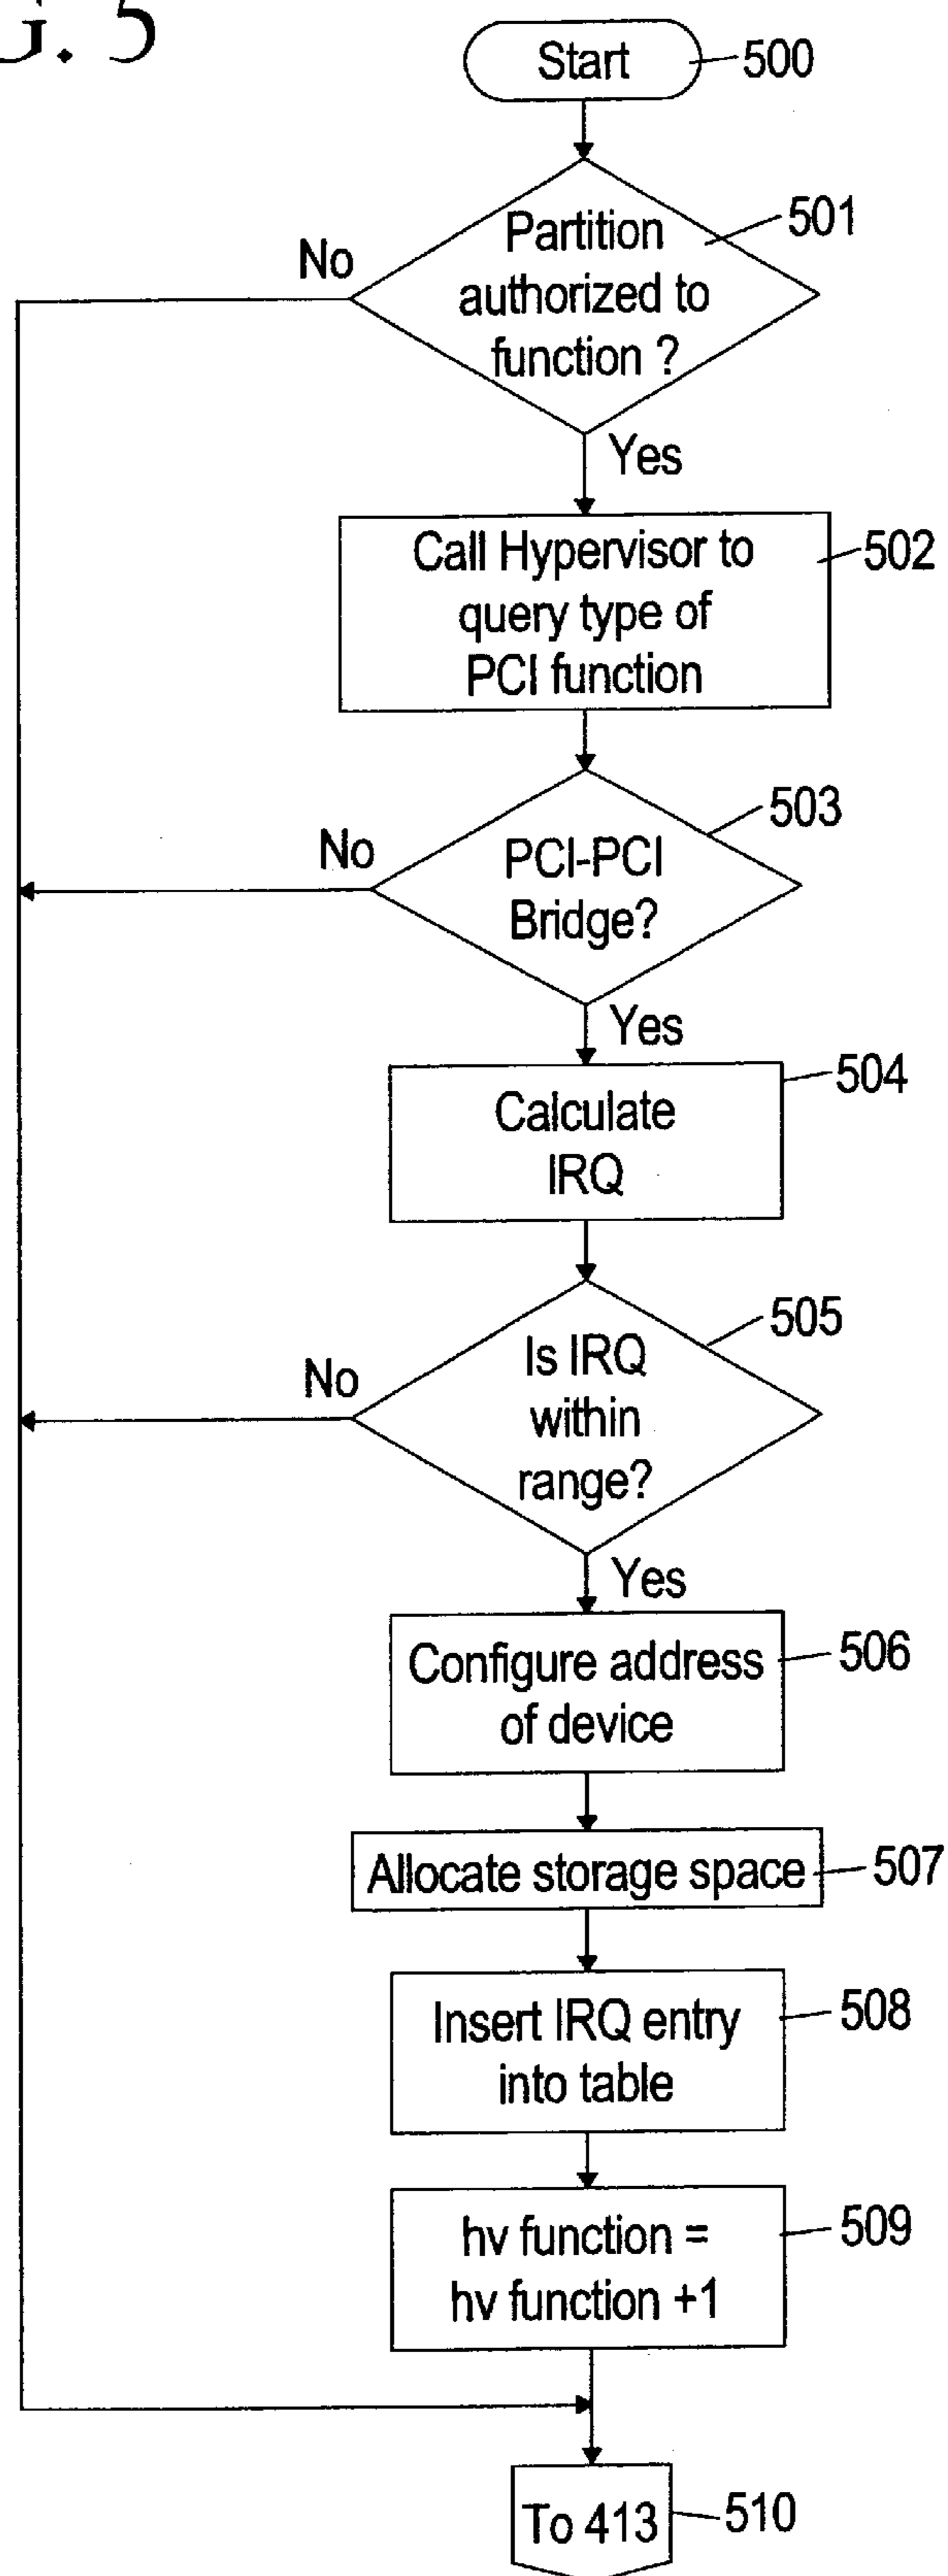 G. 5
Start
500
Partition
authorized to
function ?
501
No
Yes
Call Hypervisor to
query type of
PCI function
502
PCI-PCI
Bridge?
503
No
Yes
Calculate
IRQ
504
Is IRQ
within
range?
505
No
Yes
Configure address
of device
506
Allocate storage space
507
Insert IRQ entry
into table
508
hv function =
hv function +1
509
To 413
510